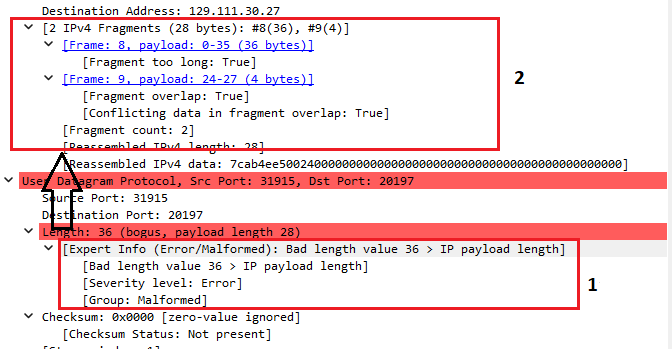 Destination Address: 129.111.30.27
[2 IPv4 Fragments (28 bytes): #8(36), #9(4)]
[Frame: 8, payload: 0-35 (36 bytes)]
[Fragment too long: True]
[Frame: 9, payload: 24-27 (4 bytes)]
[Fragment overlap: True]
[Conflicting data in fragment overlap: True]
[Fragment count: 2]
[Reassembled IPv4 length: 28]
[Reassembled IPv4 data: 7cab4ee5002400000000000000000000000000000000000000000000]
2
User Datagram Protocol, Src Port: 31915, Dst Port: 20197
Source Port: 31915
Destination Port: 20197
Length: 36 (bogus, payload length 28)
[Expert Info (Error/Malformed): Bad length value 36 > IP payload length]
[Bad length value 36 > IP payload length]
[Severity level: Error]
[Group: Malformed]
1
Checksum: 0x0000 [zero-value ignored]
[Checksum Status: Not present]